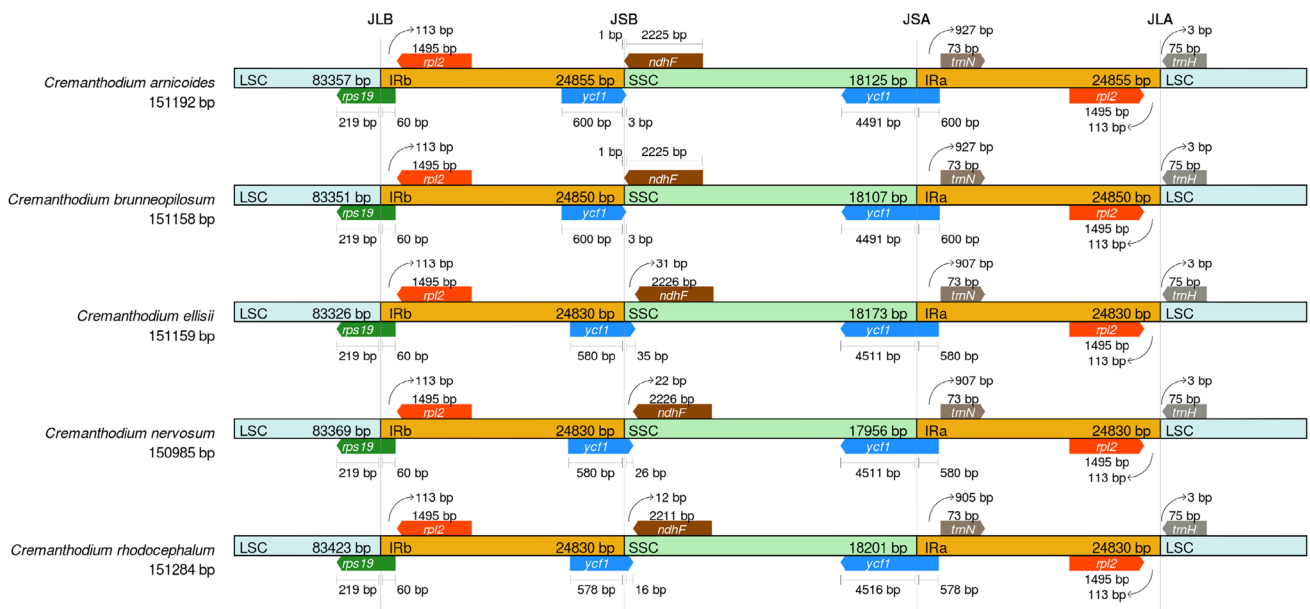 JLB JSB JSA JLA
113 bp 1 bp 2225 bp 927 bp 3 bp
1495 bp 73 bp 75 bp
rpl2 ndhF trnN trnH
Cremanthodium arnicoides LSC 83357 bp IRb 24855 bp SSC 18125 bp IRa 24855 bp LSC
151192 bp rps19 ycf1 ycf1 rpl2
219 bp 60 bp 600 bp 3 bp 4491 bp 600 bp 1495 bp
113 bp
113 bp 1 bp 2225 bp 927 bp 3 bp
1495 bp 73 bp 75 bp
rpl2 ndhF trnN trnH
Cremanthodium brunneopilosum LSC 83351 bp IRb 24850 bp SSC 18107 bp IRa 24850 bp LSC
151158 bp rps19 ycf1 ycf1 rpl2
219 bp 60 bp 600 bp 3 bp 4491 bp 600 bp 1495 bp
113 bp
113 bp 31 bp 907 bp 3 bp
1495 bp 2226 bp 73 bp 75 bp
rpl2 ndhF trnN trnH
Cremanthodium ellisii LSC 83326 bp IRb 24830 bp SSC 18173 bp IRa 24830 bp LSC
151159 bp rps19 ycf1 ycf1 rpl2
219 bp 60 bp 580 bp 35 bp 4511 bp 580 bp 1495 bp
113 bp
113 bp 22 bp 907 bp 3 bp
1495 bp 2226 bp 73 bp 75 bp
rpl2 ndhF trnN trnH
Cremanthodium nervosum LSC 83369 bp IRb 24830 bp SSC 17956 bp IRa 24830 bp LSC
150985 bp rps19 ycf1 ycf1 rpl2
219 bp 60 bp 580 bp 26 bp 4511 bp 580 bp 1495 bp
113 bp
113 bp 12 bp 905 bp 3 bp
1495 bp 2211 bp 73 bp 75 bp
rpl2 ndhF trnN trnH
Cremanthodium rhodocephalum LSC 83423 bp IRb 24830 bp SSC 18201 bp IRa 24830 bp LSC
151284 bp rps19 ycf1 ycf1 rpl2
219 bp 60 bp 578 bp 16 bp 4516 bp 578 bp 1495 bp
113 bp